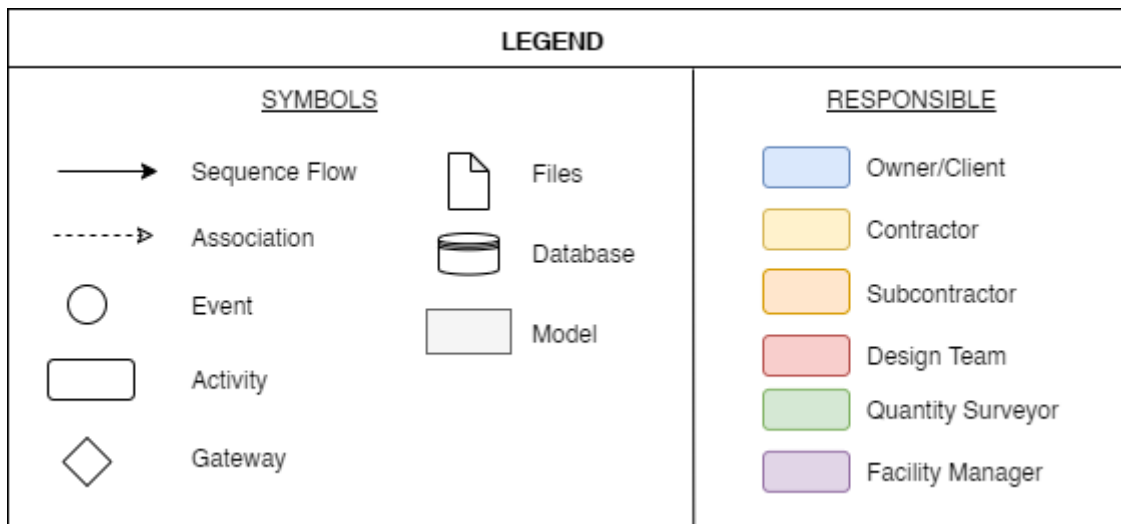 LEGEND
SYMBOLS
Sequence Flow
Association
Event
Activity
Gateway
Files
Database
Model
RESPONSIBLE
Owner/Client
Contractor
Subcontractor
Design Team
Quantity Surveyor
Facility Manager